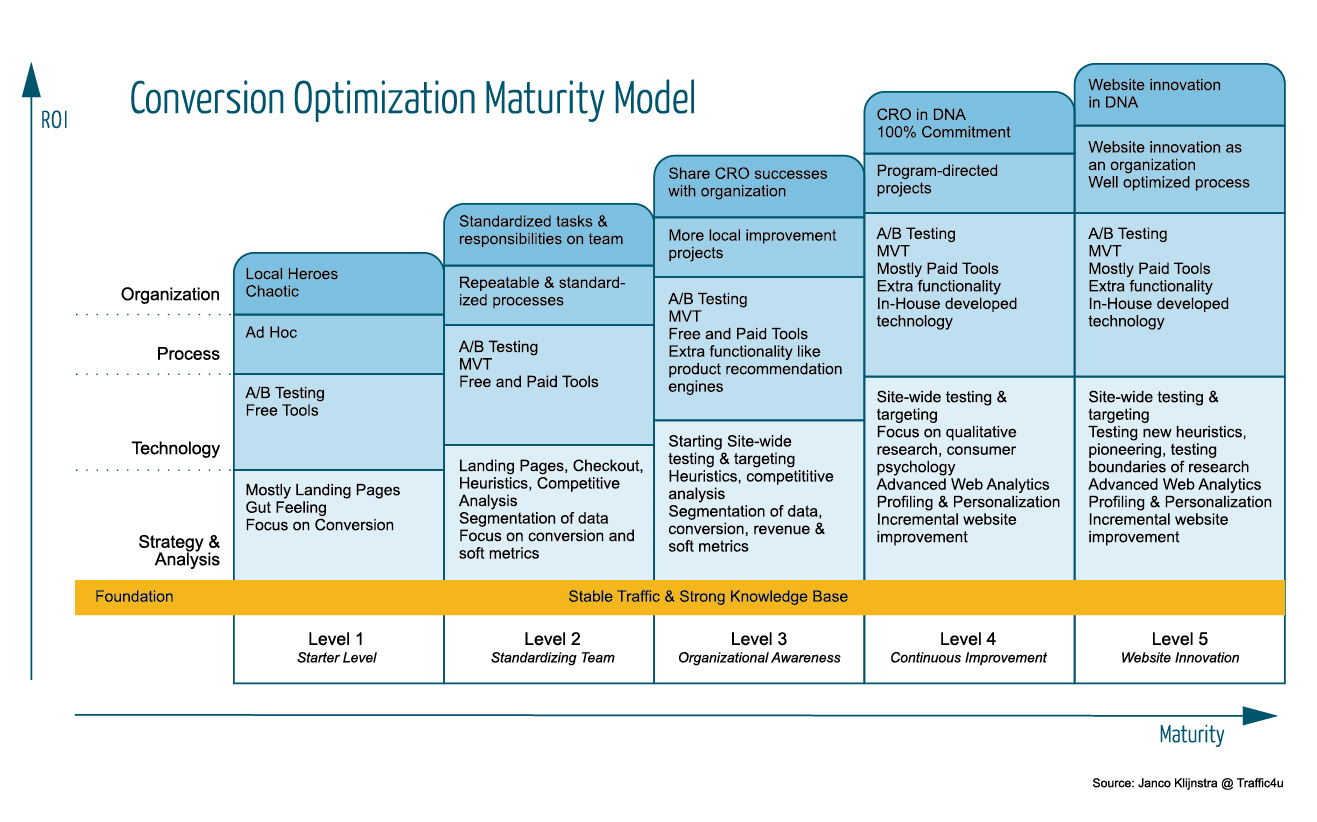 Conversion Optimization Maturity Model
ROI
Organization
Process
Technology
Strategy &
Analysis
Local Heroes
Chaotic
Ad Hoc
A/B Testing
Free Tools
Mostly Landing Pages
Gut Feeling
Focus on Conversion
Standardized tasks &
responsibilities on team
Repeatable & standard-
ized processes
A/B Testing
MVT
Free and Paid Tools
Landing Pages, Checkout,
Heuristics, Competitive
Analysis
Segmentation of data
Focus on conversion and
soft metrics
Share CRO successes
with organization
More local improvement
projects
A/B Testing
MVT
Free and Paid Tools
Extra functionality like
product recommendation
engines
Starting Site-wide
testing & targeting
Heuristics, compettitive
analysis
Segmentation of data,
conversion, revenue &
soft metrics
CRO in DNA
100% Commitment
Program-directed
projects
A/B Testing
MVT
Mostly Paid Tools
Extra functionality
In-House developed
technology
Site-wide testing &
targeting
Focus on qualitative
research, consumer
psychology
Advanced Web Analytics
Profiling & Personalization
Incremental website
improvement
Website innovation
in DNA
Website innovation as
an organization
Well optimized process
A/B Testing
MVT
Mostly Paid Tools
Extra functionality
In-House developed
technology
Site-wide testing &
targeting
Testing new heuristics,
pioneering, testing
boundaries of research
Advanced Web Analytics
Profiling & Personalization
Incremental website
improvement
Foundation
Stable Traffic & Strong Knowledge Base
Level 1
Starter Level
Level 2
Standardizing Team
Level 3
Organizational Awareness
Level 4
Continuous Improvement
Level 5
Website Innovation
Maturity
Source: Janco Klijnstra @ Traffic4u